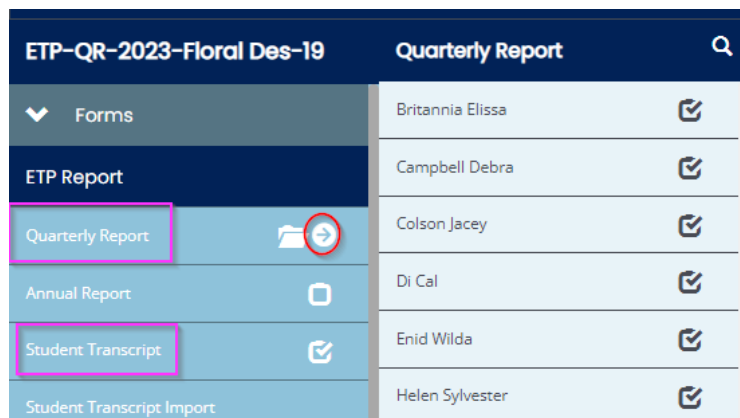 ETP-QR-2023-Floral Des-19
Forms
ETP Report
Quarterly Report
Annual Report
Student Transcript
Student Transcript Import
Quarterly Report
Britannia Elissa
Campbell Debra
Colson Jacey
Di Cal
Enid Wilda
Helen Sylvester